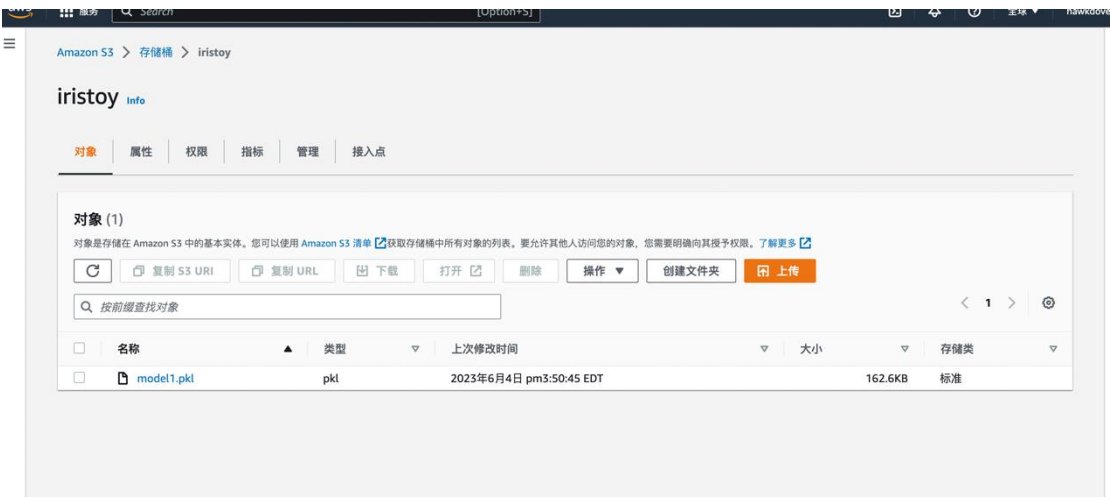 aws 服务 Search [Option+S] 全球
Amazon S3 存储桶 iristoy
iristoy Info
对象 属性 权限 指标 管理 接入点
对象 (1)
对象是存储在 Amazon S3 中的基本实体。您可以使用 Amazon S3 清单 获取存储桶中所有对象的列表。要允许其他人访问您的对象，您需要明确向其授予权限。了解更多
复制 S3 URI 复制 URL 下载 打开 删除 操作 创建文件夹 上传
按前缀查找对象 1
名称 类型 上次修改时间 大小 存储类
model1.pkl pkl 2023年6月4日 pm3:50:45 EDT 162.6KB 标准